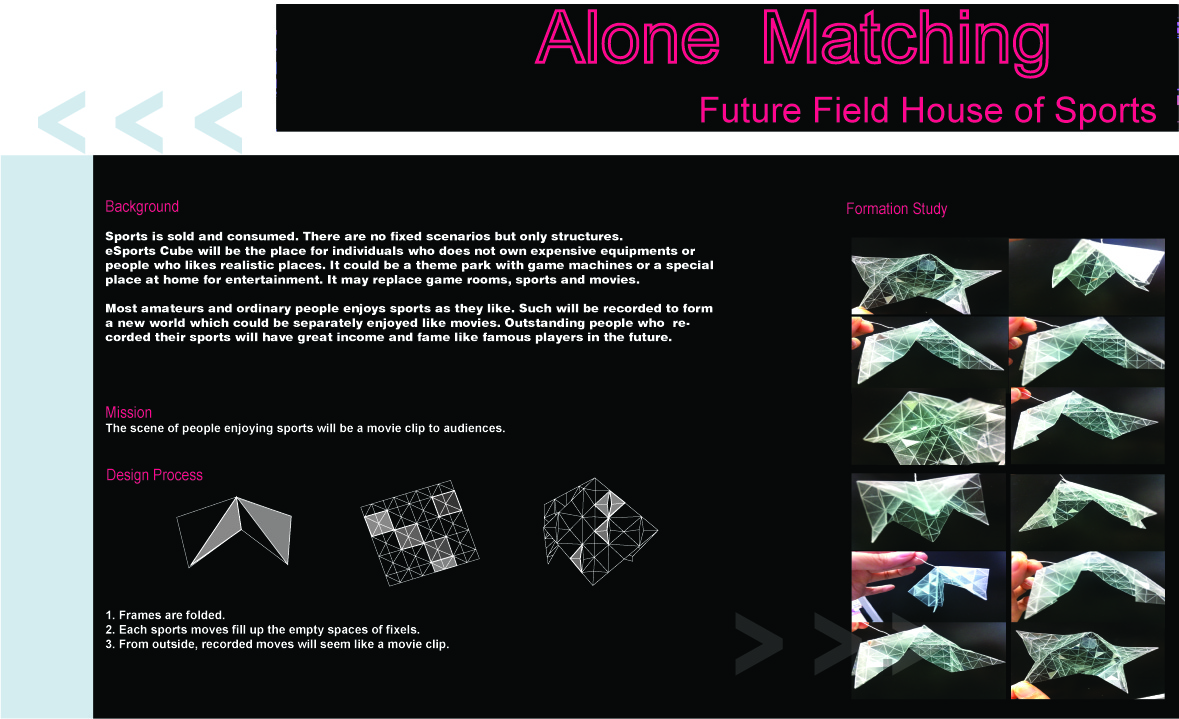 Alone Matching
Future Field House of Sports
Background
Sports is sold and consumed. There are no fixed scenarios but only structures.
eSports Cube will be the place for individuals who does not own expensive equipments or
people who likes realistic places. It could be a theme park with game machines or a special
place at home for entertainment. It may replace game rooms, sports and movies.
Most amateurs and ordinary people enjoys sports as they like. Such will be recorded to form
a new world which could be separately enjoyed like movies. Outstanding people who re-
corded their sports will have great income and fame like famous players in the future.
Mission
The scene of people enjoying sports will be a movie clip to audiences.
Design Process
1. Frames are folded.
2. Each sports moves fill up the empty spaces of fixels.
3. From outside, recorded moves will seem like a movie clip.
Formation Study